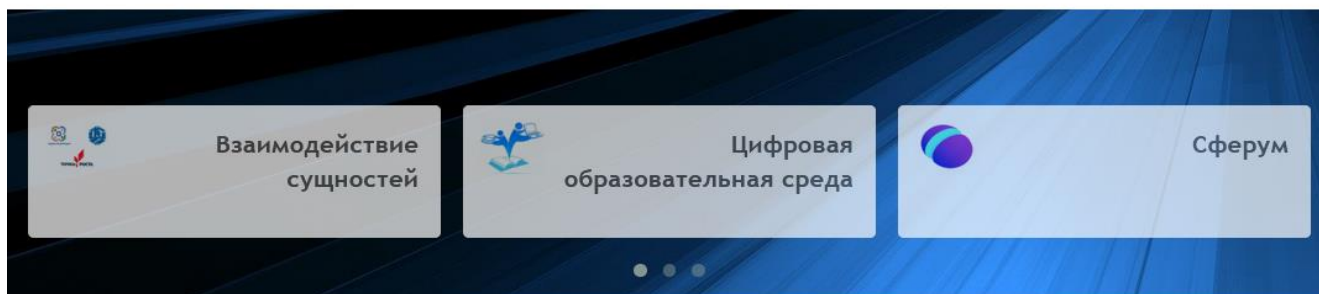 Взаимодействие
сущностей
Цифровая
образовательная среда
Сферум